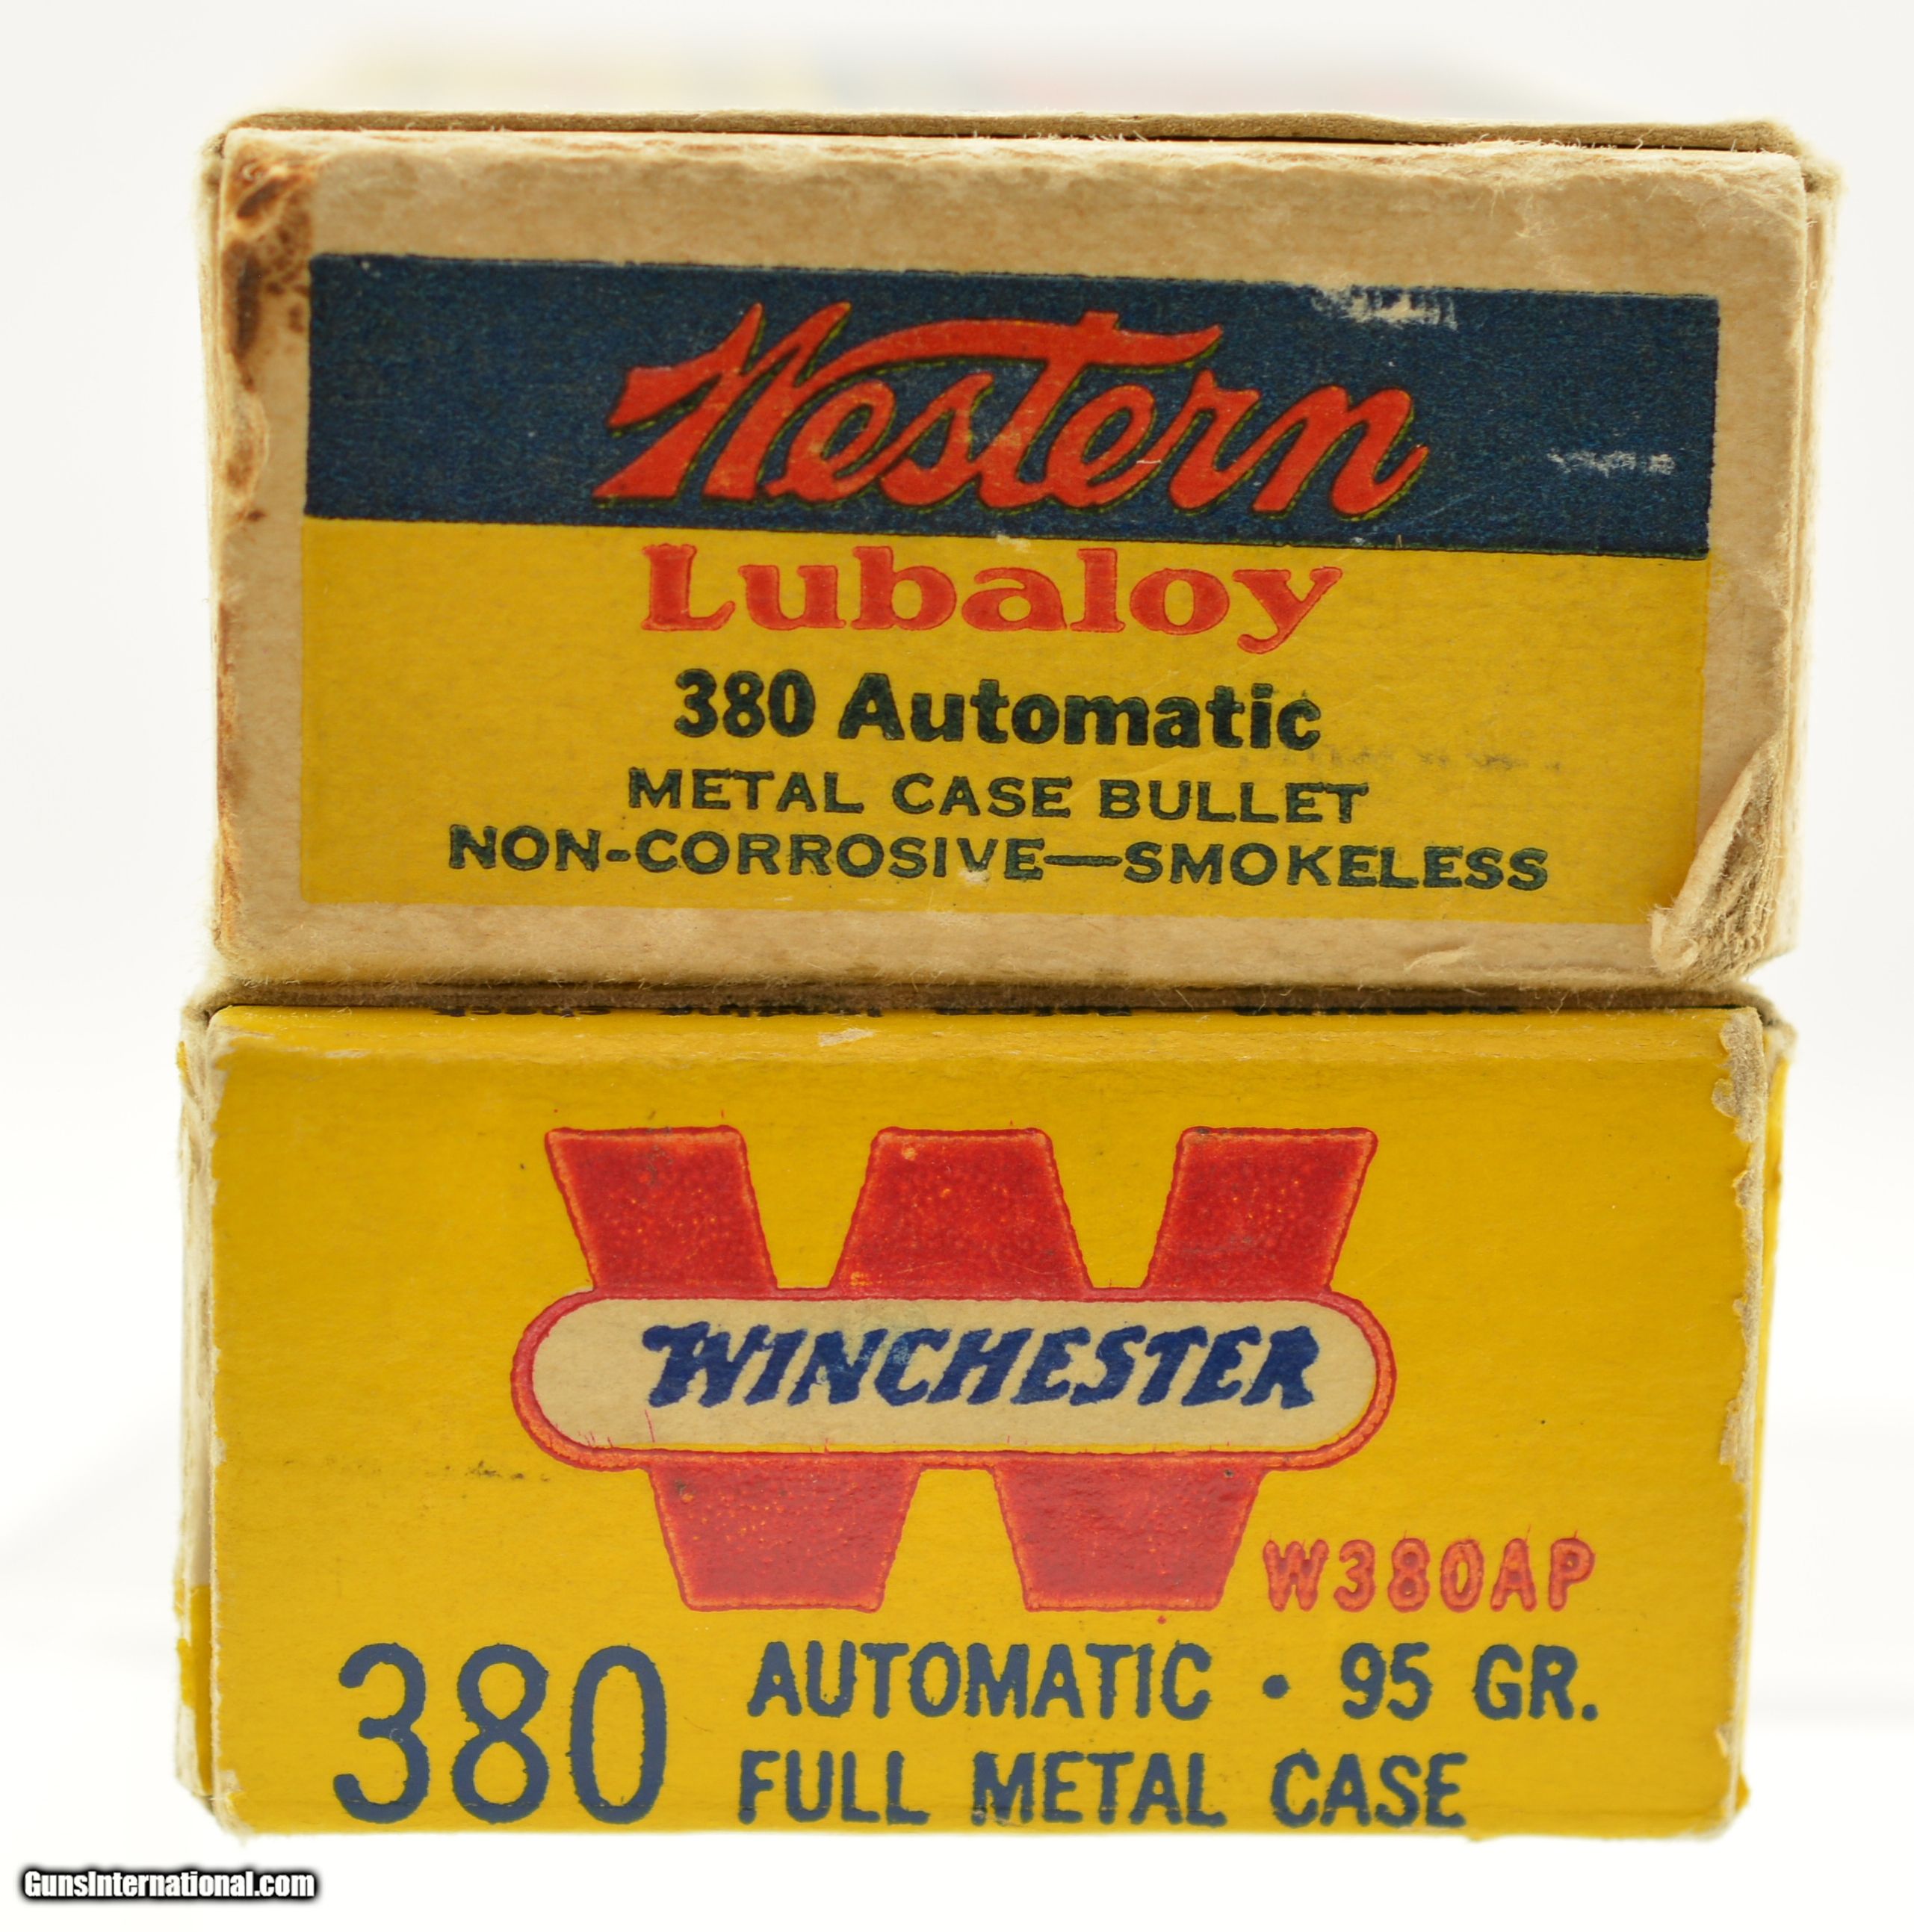 Western
Lubaloy
380 Automatic
METAL CASE BULLET
NON-CORROSIVE—SMOKELESS
WINCHESTER
W380AP
380 AUTOMATIC • 95 GR.
FULL METAL CASE
GunsInternational.com